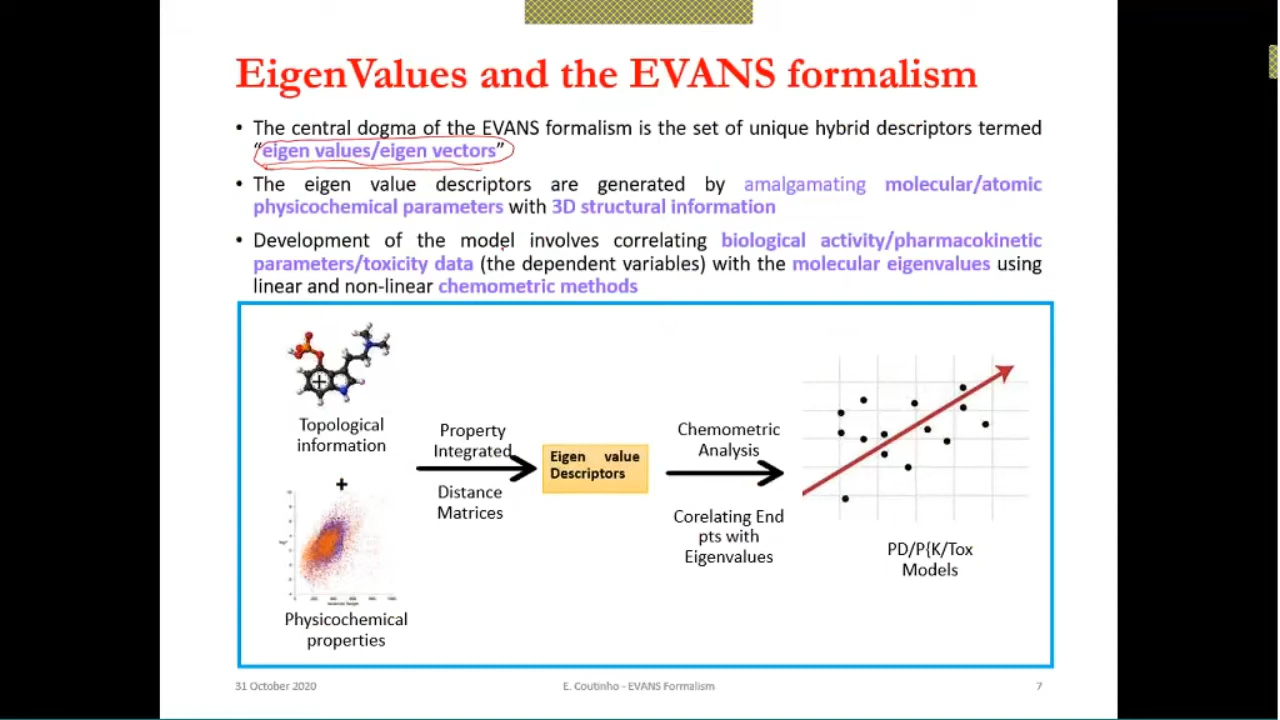 EigenValues and the EVANS formalism
• The central dogma of the EVANS formalism is the set of unique hybrid descriptors termed
“eigen values/eigen vectors”
• The eigen value descriptors are generated by amalgamating molecular/atomic
physicochemical parameters with 3D structural information
• Development of the model involves correlating biological activity/pharmacokinetic
parameters/toxicity data (the dependent variables) with the molecular eigenvalues using
linear and non-linear chemometric methods
Topological
information
+
Physicochemical
properties
Property
Integrated
Distance
Matrices
Eigen value
Descriptors
Chemometric
Analysis
Corelating End
pts with
Eigenvalues
PD/P{K/Tox
Models
31 October 2020
E. Coutinho - EVANS Formalism
7